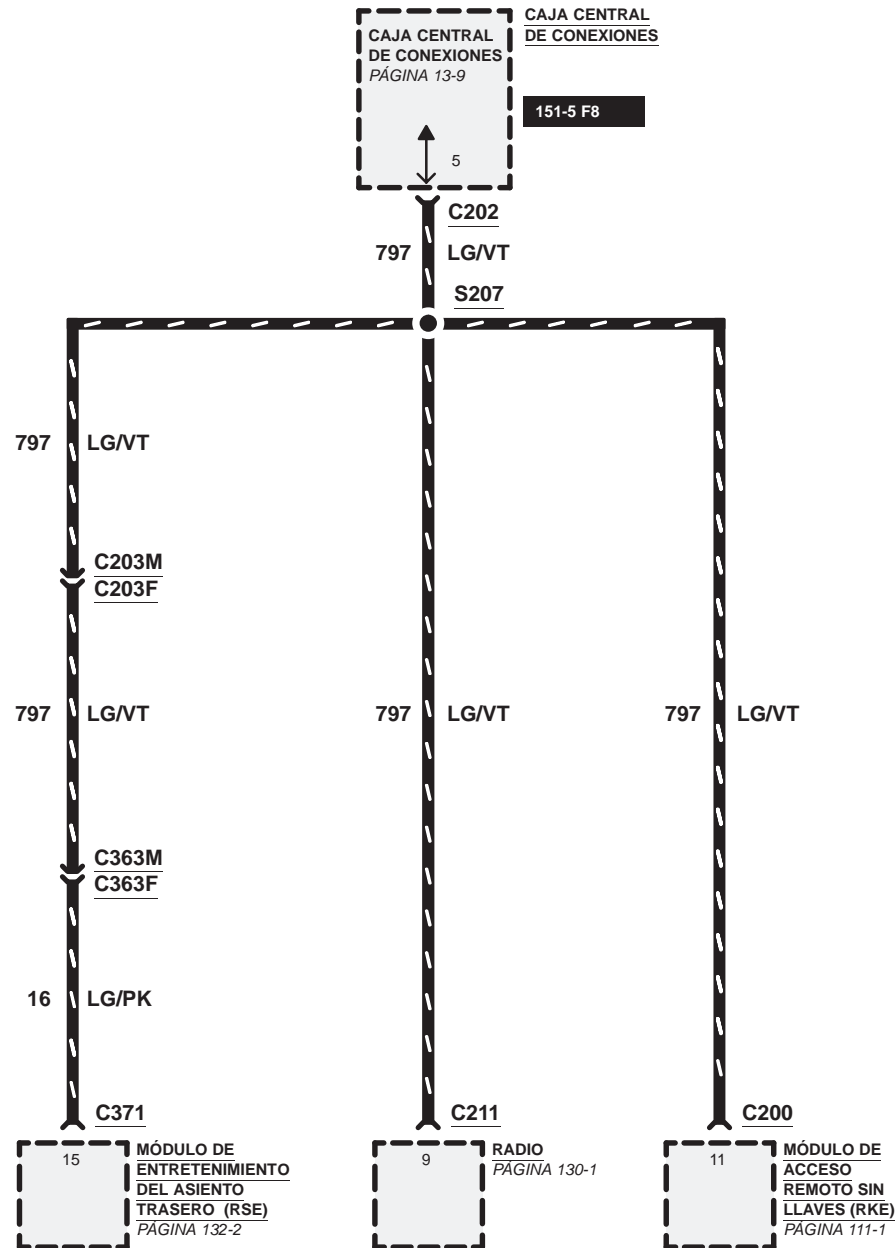 CAJA CENTRAL
DE CONEXIONES
PÁGINA 13-9
CAJA CENTRAL
DE CONEXIONES
151-5 F8
5
C202
797 LG/VT
S207
797 LG/VT
C203M
C203F
797 LG/VT
797 LG/VT
797 LG/VT
C363M
C363F
16 LG/PK
C371
C211
C200
15
MÓDULO DE
ENTRETENIMIENTO
DEL ASIENTO
TRASERO (RSE)
PÁGINA 132-2
9
RADIO
PÁGINA 130-1
11
MÓDULO DE
ACCESO
REMOTO SIN
LLAVES (RKE)
PÁGINA 111-1